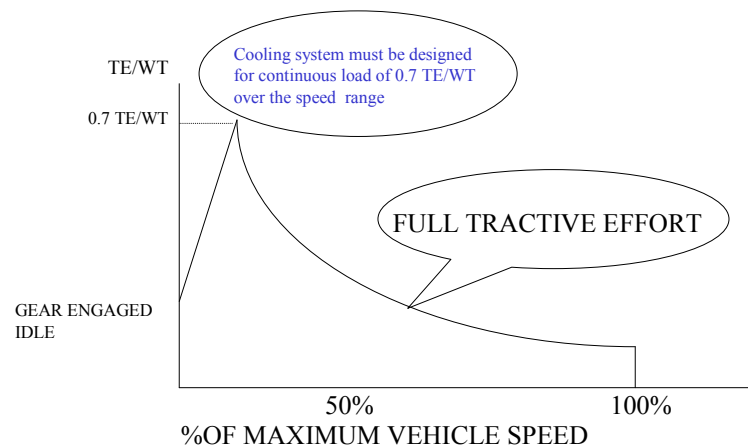 Cooling system must be designed
for continuous load of 0.7 TE/WT
over the speed range
TE/WT
0.7 TE/WT
FULL TRACTIVE EFFORT
GEAR ENGAGED
IDLE
50%
100%
%OF MAXIMUM VEHICLE SPEED